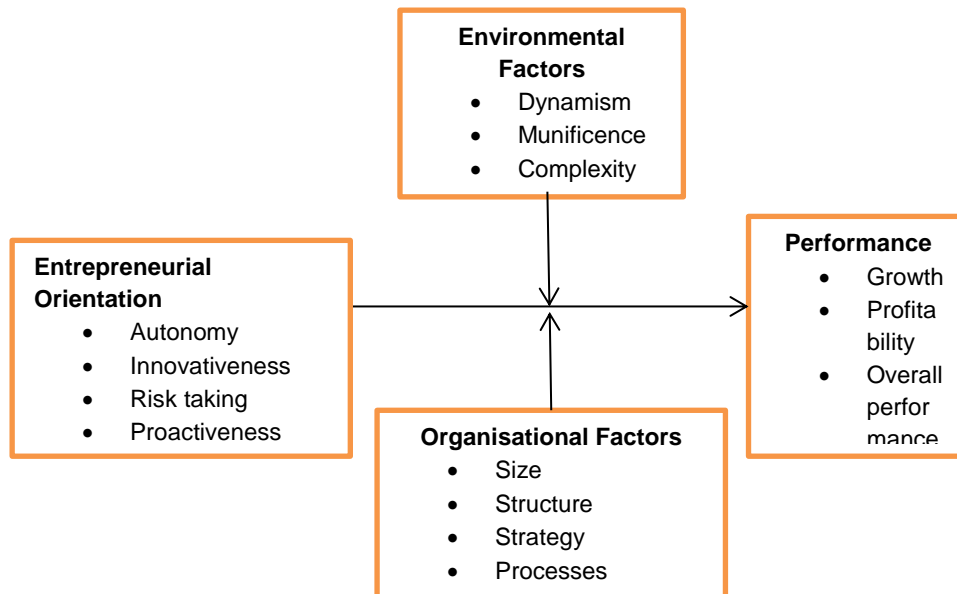 Environmental
Factors
• Dynamism
• Munificence
• Complexity
Entrepreneurial
Orientation
• Autonomy
• Innovativeness
• Risk taking
• Proactiveness
Performance
• Growth
• Profita
bility
• Overall
perfor
mance
Organisational Factors
• Size
• Structure
• Strategy
• Processes